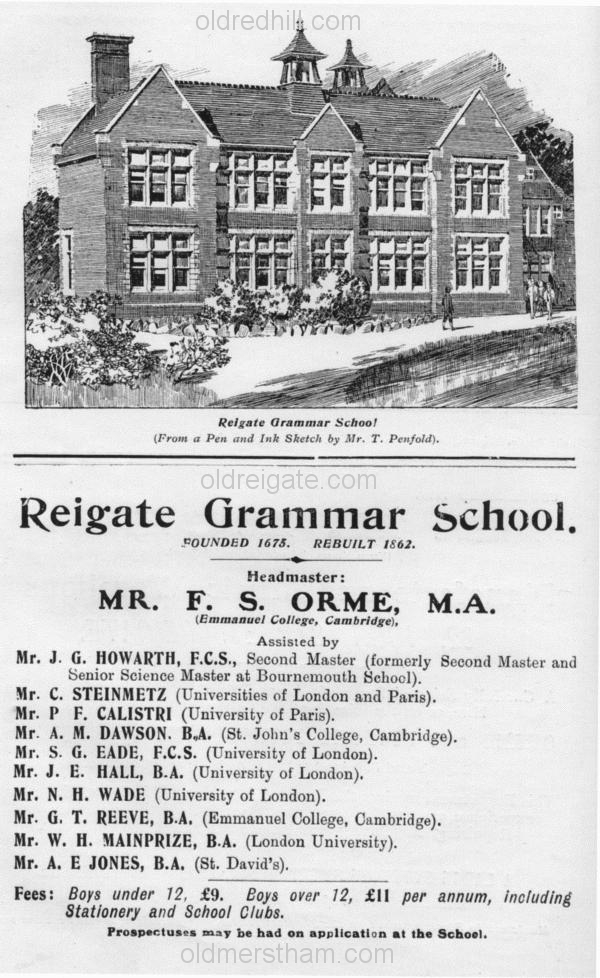 oldredhill.com
Reigate Grammar School
(From a Pen and Ink Sketch by Mr. T. Penfold).
oldreigate.com
Reigate Grammar School.
FOUNDED 1675. REBUILT 1862.
Headmaster:
MR. F. S. ORME, M.A.
(Emmanuel College, Cambridge),
Assisted by
Mr. J. G. HOWARTH, F.C.S., Second Master (formerly Second Master and
Senior Science Master at Bournemouth School).
Mr. C. STEINMETZ (Universities of London and Paris).
Mr. P F. CALISTRI (University of Paris).
Mr. A. M. DAWSON. B.A. (St. John's College, Cambridge).
Mr. S. G. EADE, F.C.S. (University of London).
Mr. J. E. HALL, B.A. (University of London).
Mr. N. H. WADE (University of London).
Mr. G. T. REEVE, B.A. (Emmanuel College, Cambridge).
Mr. W. H. MAINPRIZE, B.A. (London University).
Mr. A. E JONES, B.A. (St. David's).
Fees: Boys under 12, £9. Boys over 12, £11 per annum, including
Stationery and School Clubs.
Prospectuses may be had on application at the School.
oldmerstham.com